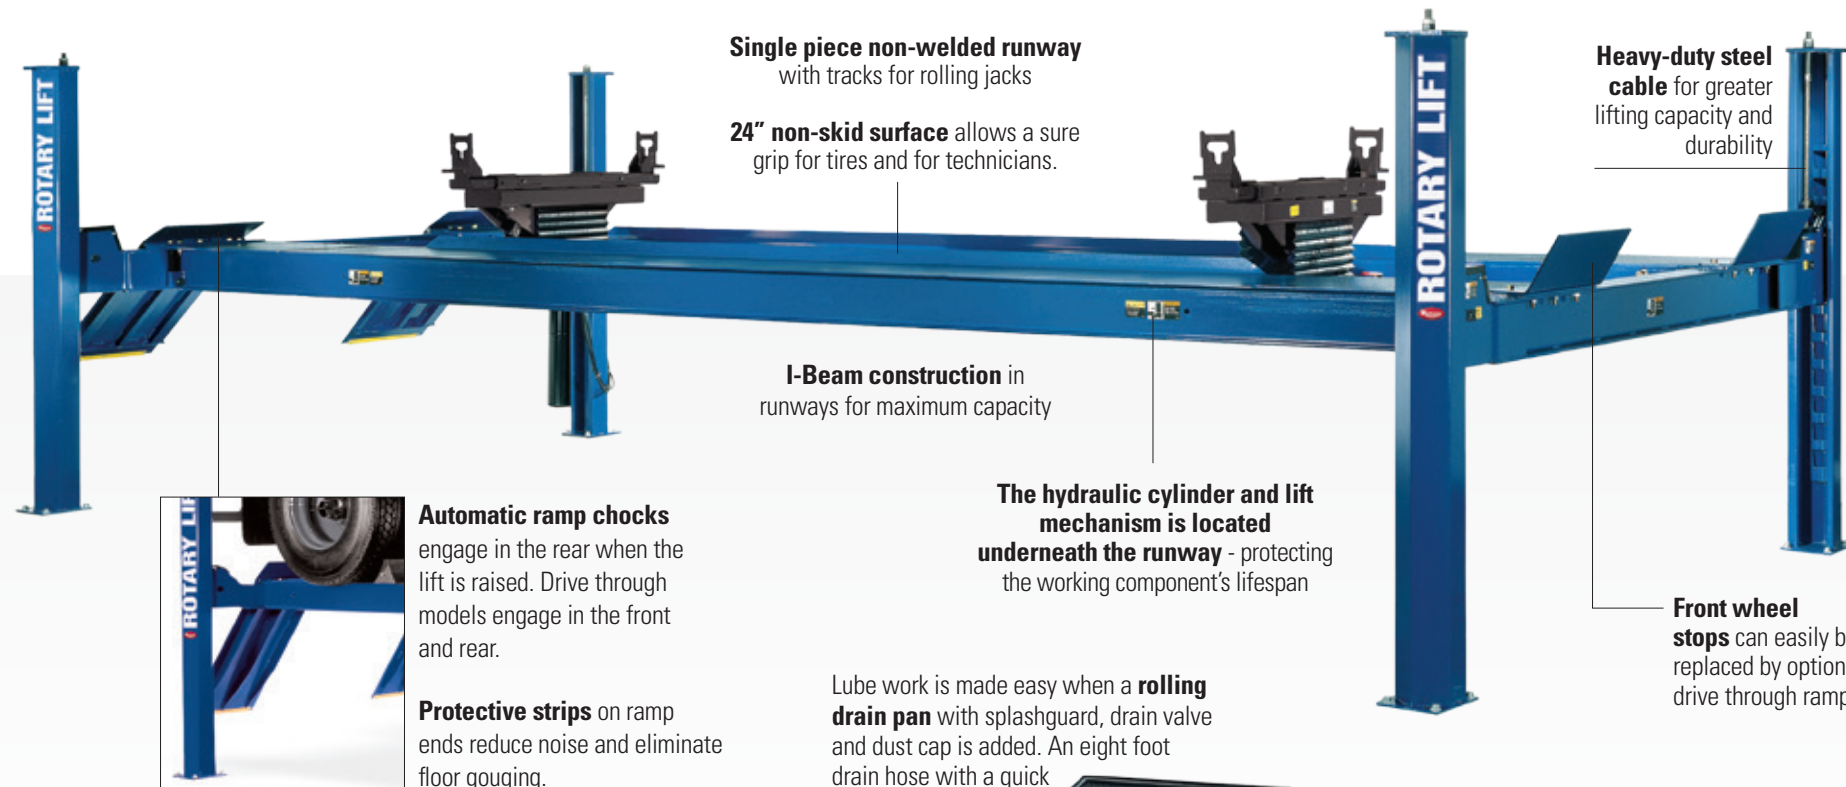 Single piece non-welded runway
with tracks for rolling jacks
24” non-skid surface allows a sure
grip for tires and for technicians.
Heavy-duty steel
cable for greater
lifting capacity and
durability
ROTARY LIFT
ROTARY LIFT
I-Beam construction in
runways for maximum capacity
The hydraulic cylinder and lift
mechanism is located
underneath the runway - protecting
the working component’s lifespan
Front wheel
stops can easily b
replaced by option
drive through ramp
ROTARY LIF
Automatic ramp chocks
engage in the rear when the
lift is raised. Drive through
models engage in the front
and rear.
Protective strips on ramp
ends reduce noise and eliminate
floor gouging.
Lube work is made easy when a rolling
drain pan with splashguard, drain valve
and dust cap is added. An eight foot
drain hose with a quick